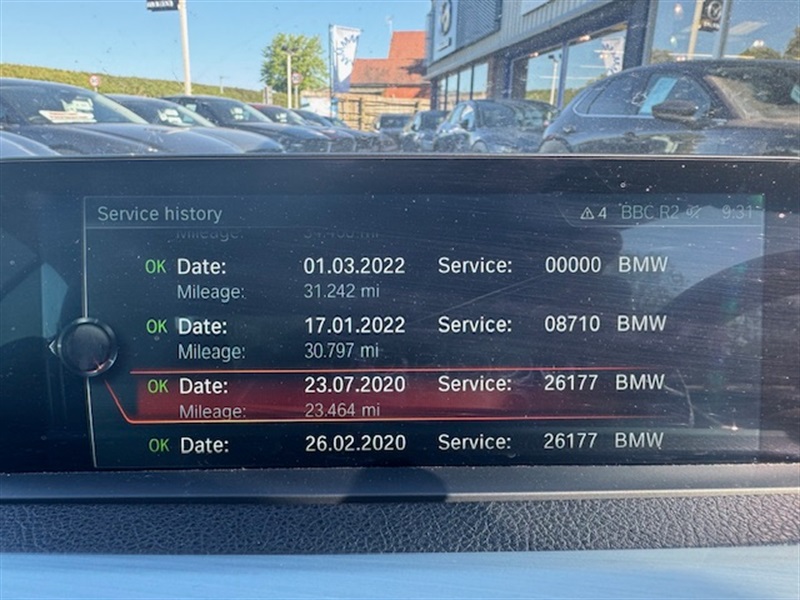 Service history 4 BBC R2 9:31
Mileage:
OK Date: 01.03.2022 Service: 00000 BMW
Mileage: 31.242 mi
OK Date: 17.01.2022 Service: 08710 BMW
Mileage: 30.797 mi
OK Date: 23.07.2020 Service: 26177 BMW
Mileage: 23.464 mi
OK Date: 26.02.2020 Service: 26177 BMW